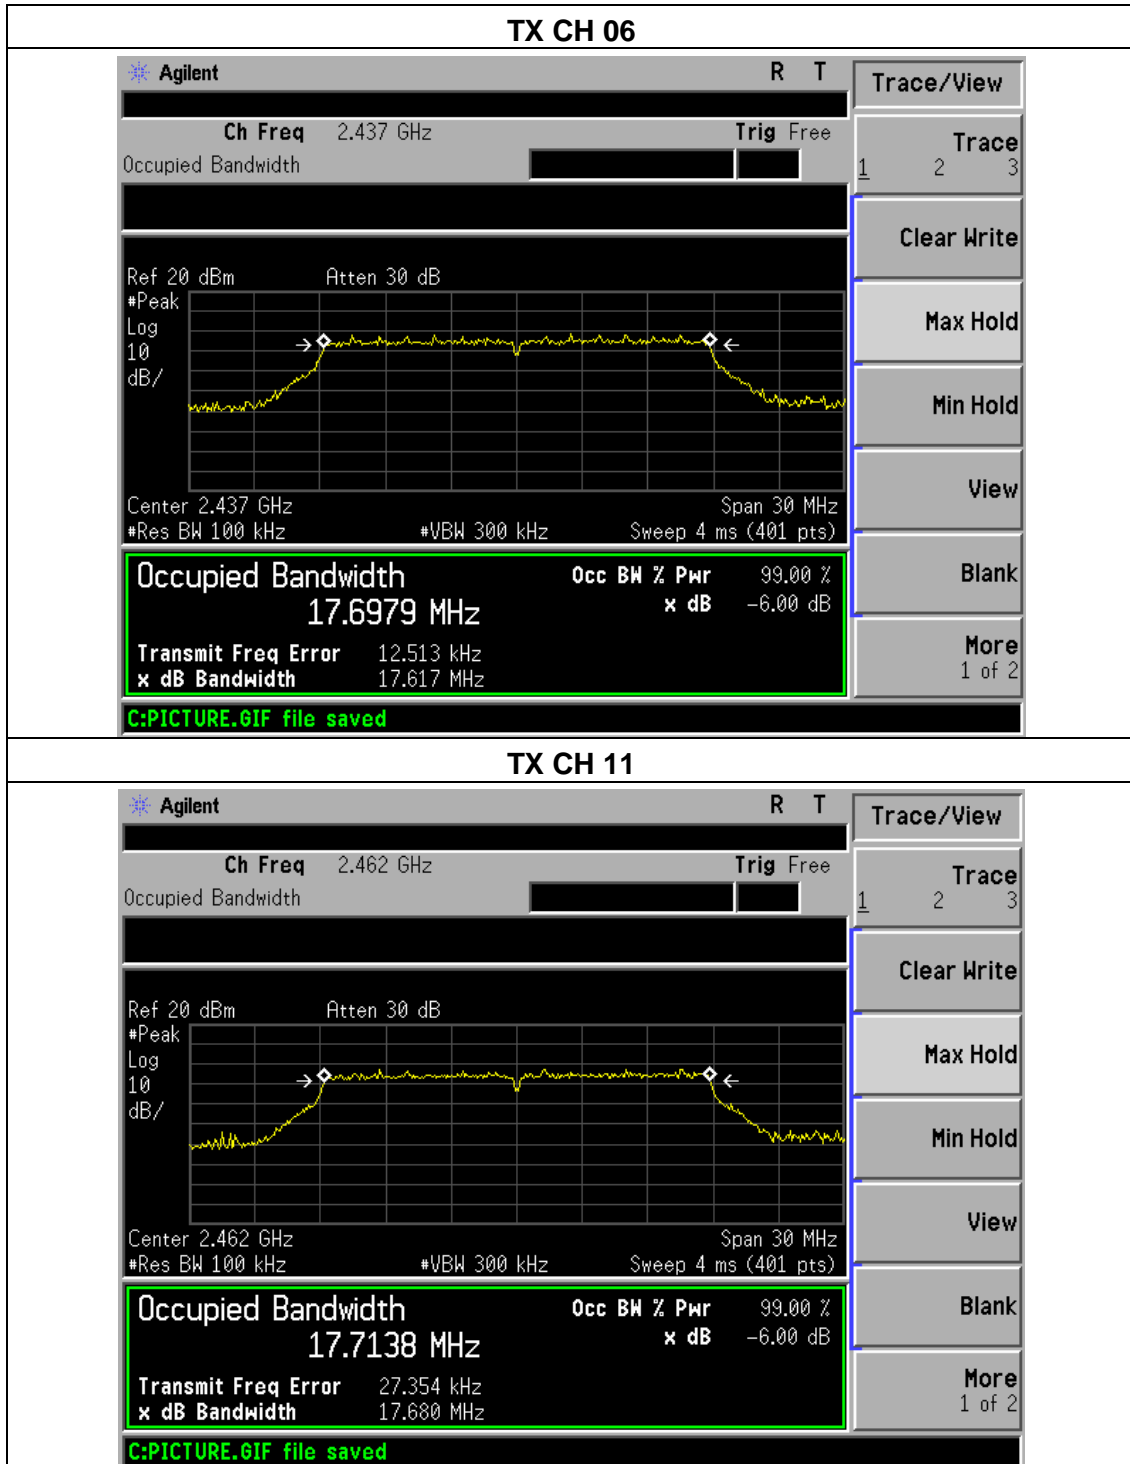 TX CH 06
Agilent R T
Trace/View
Ch Freq 2.437 GHz Trig Free
Occupied Bandwidth
Trace
1 2 3
Clear Write
Ref 20 dBm Atten 30 dB
#Peak
Log
10
dB/
Max Hold
Min Hold
View
Center 2.437 GHz Span 30 MHz
#Res BW 100 kHz #VBW 300 kHz Sweep 4 ms (401 pts)
Occupied Bandwidth Occ BW % Pwr 99.00 %
17.6979 MHz x dB -6.00 dB
Blank
Transmit Freq Error 12.513 kHz
x dB Bandwidth 17.617 MHz
More
1 of 2
C:PICTURE.GIF file saved
TX CH 11
Agilent R T
Trace/View
Ch Freq 2.462 GHz Trig Free
Occupied Bandwidth
Trace
1 2 3
Clear Write
Ref 20 dBm Atten 30 dB
#Peak
Log
10
dB/
Max Hold
Min Hold
View
Center 2.462 GHz Span 30 MHz
#Res BW 100 kHz #VBW 300 kHz Sweep 4 ms (401 pts)
Occupied Bandwidth Occ BW % Pwr 99.00 %
17.7138 MHz x dB -6.00 dB
Blank
Transmit Freq Error 27.354 kHz
x dB Bandwidth 17.680 MHz
More
1 of 2
C:PICTURE.GIF file saved